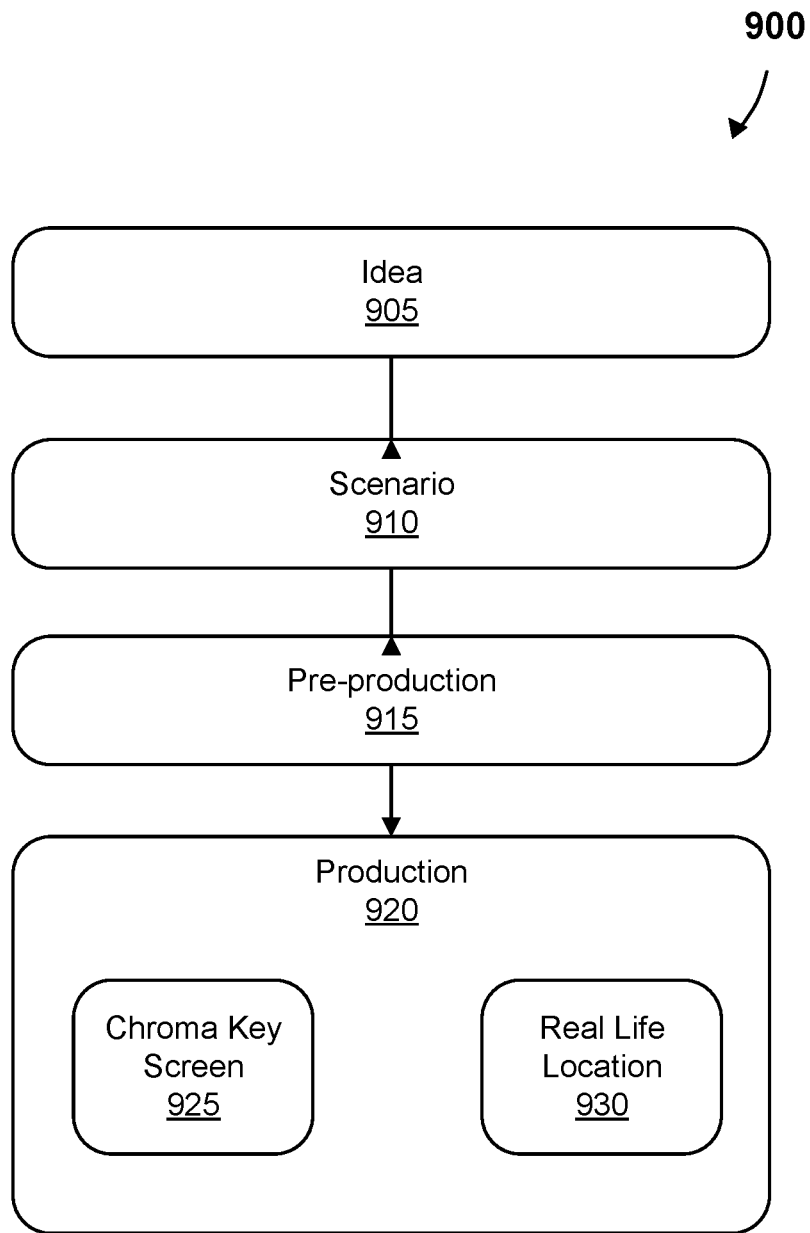 900
Idea
905
Scenario
910
Pre-production
915
Production
920
Chroma Key
Screen
925
Real Life
Location
930